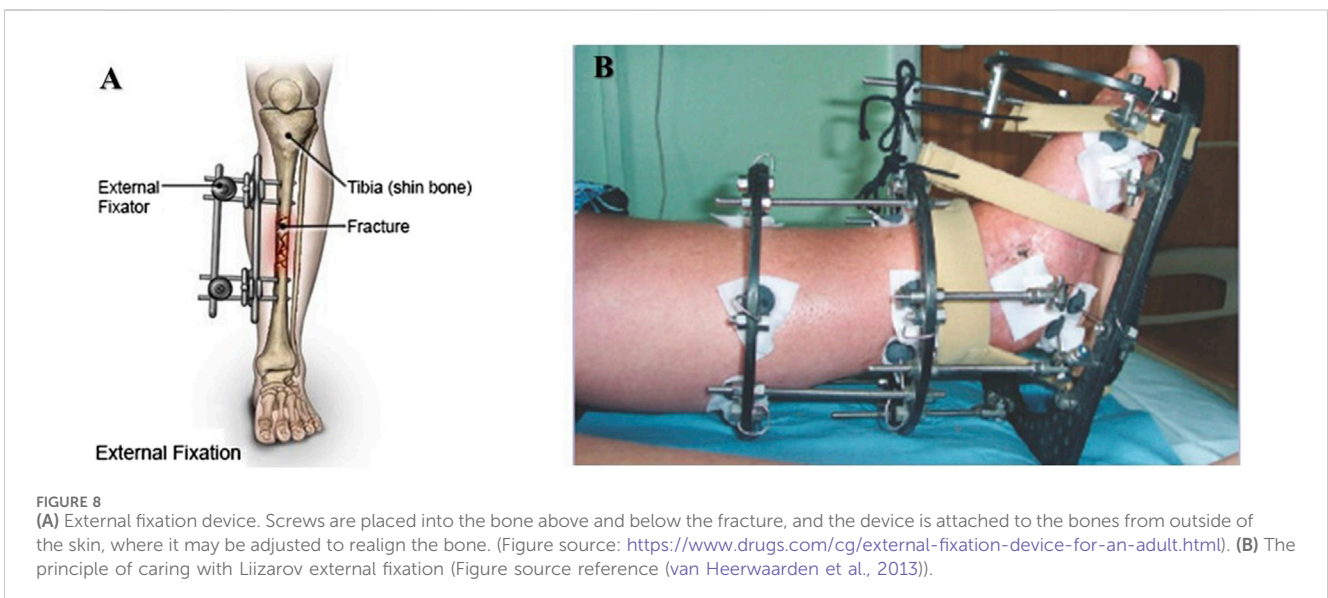 A
B
External
Fixator
Tibia (shin bone)
Fracture
External Fixation
FIGURE 8
(A) External fixation device. Screws are placed into the bone above and below the fracture, and the device is attached to the bones from outside of
the skin, where it may be adjusted to realign the bone. (Figure source: https://www.drugs.com/cg/external-fixation-device-for-an-adult.html). (B) The
principle of caring with Liizarov external fixation (Figure source reference (van Heerwaarden et al., 2013)).